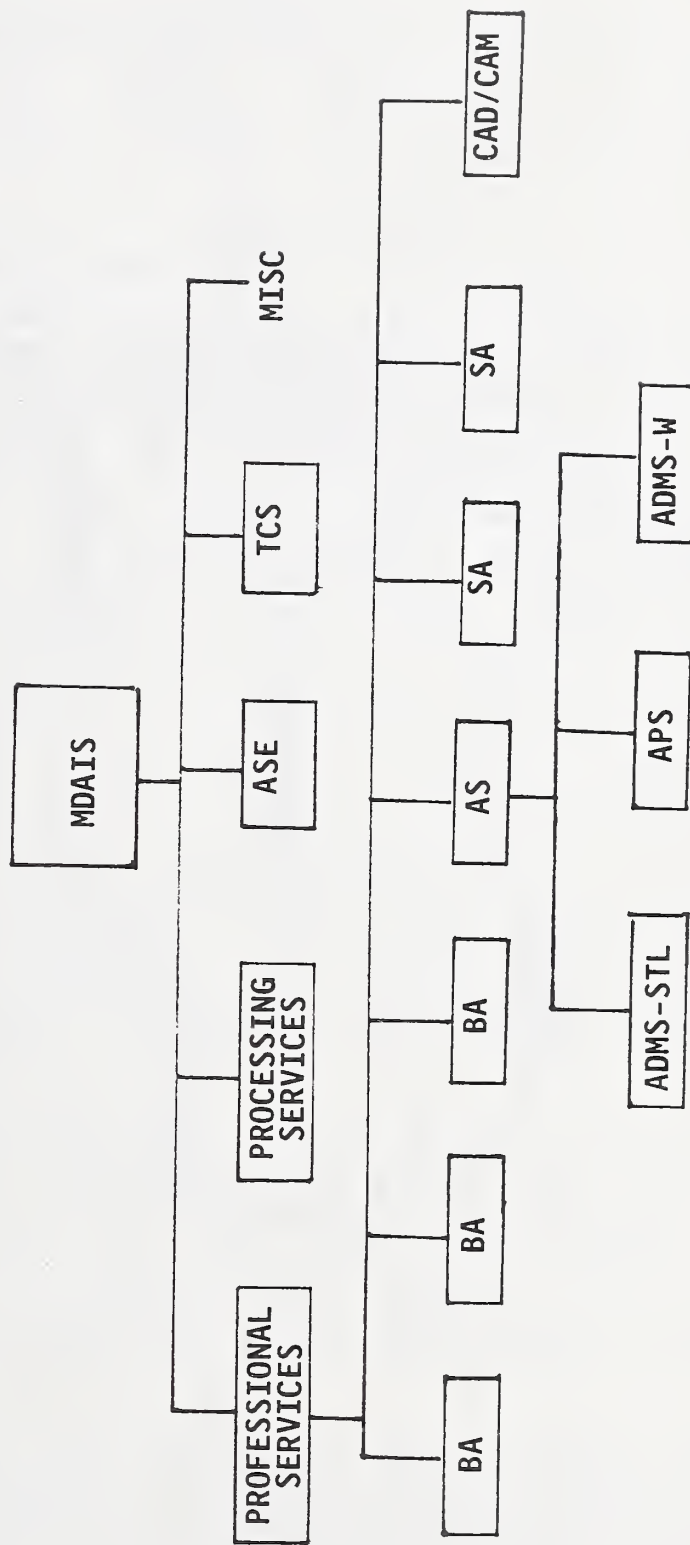 MDAIS
PROFESSIONAL
SERVICES
PROCESSING
SERVICES
ASE
TCS
MISC
BA
BA
BA
AS
SA
SA
CAD/CAM
ADMS-STL
APS
ADMS-W